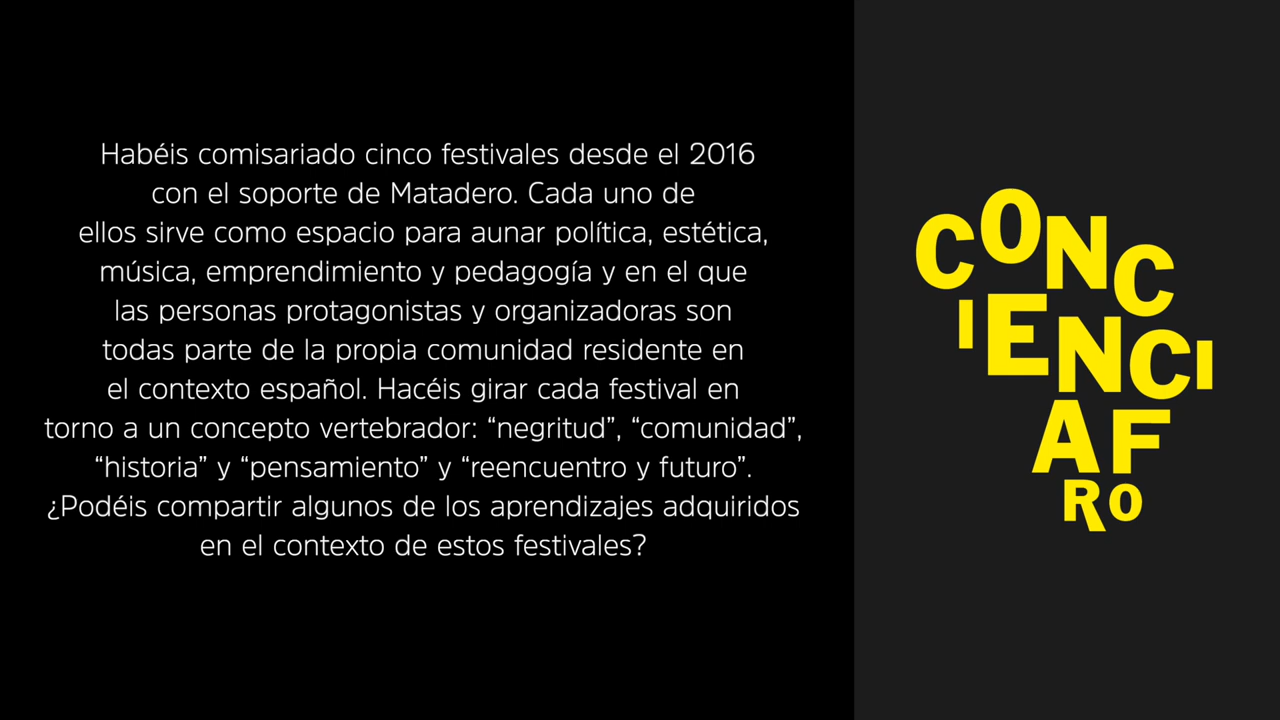 Habéis comisariado cinco festivales desde el 2016
con el soporte de Matadero. Cada uno de
ellos sirve como espacio para aunar política, estética,
música, emprendimiento y pedagogía y en el que
las personas protagonistas y organizadoras son
todas parte de la propia comunidad residente en
el contexto español. Hacéis girar cada festival en
torno a un concepto vertebrador: “negritud”, “comunidad”,
“historia” y “pensamiento” y “reencuentro y futuro”.
¿Podéis compartir algunos de los aprendizajes adquiridos
en el contexto de estos festivales?
CONC
IENCI
AF
RO